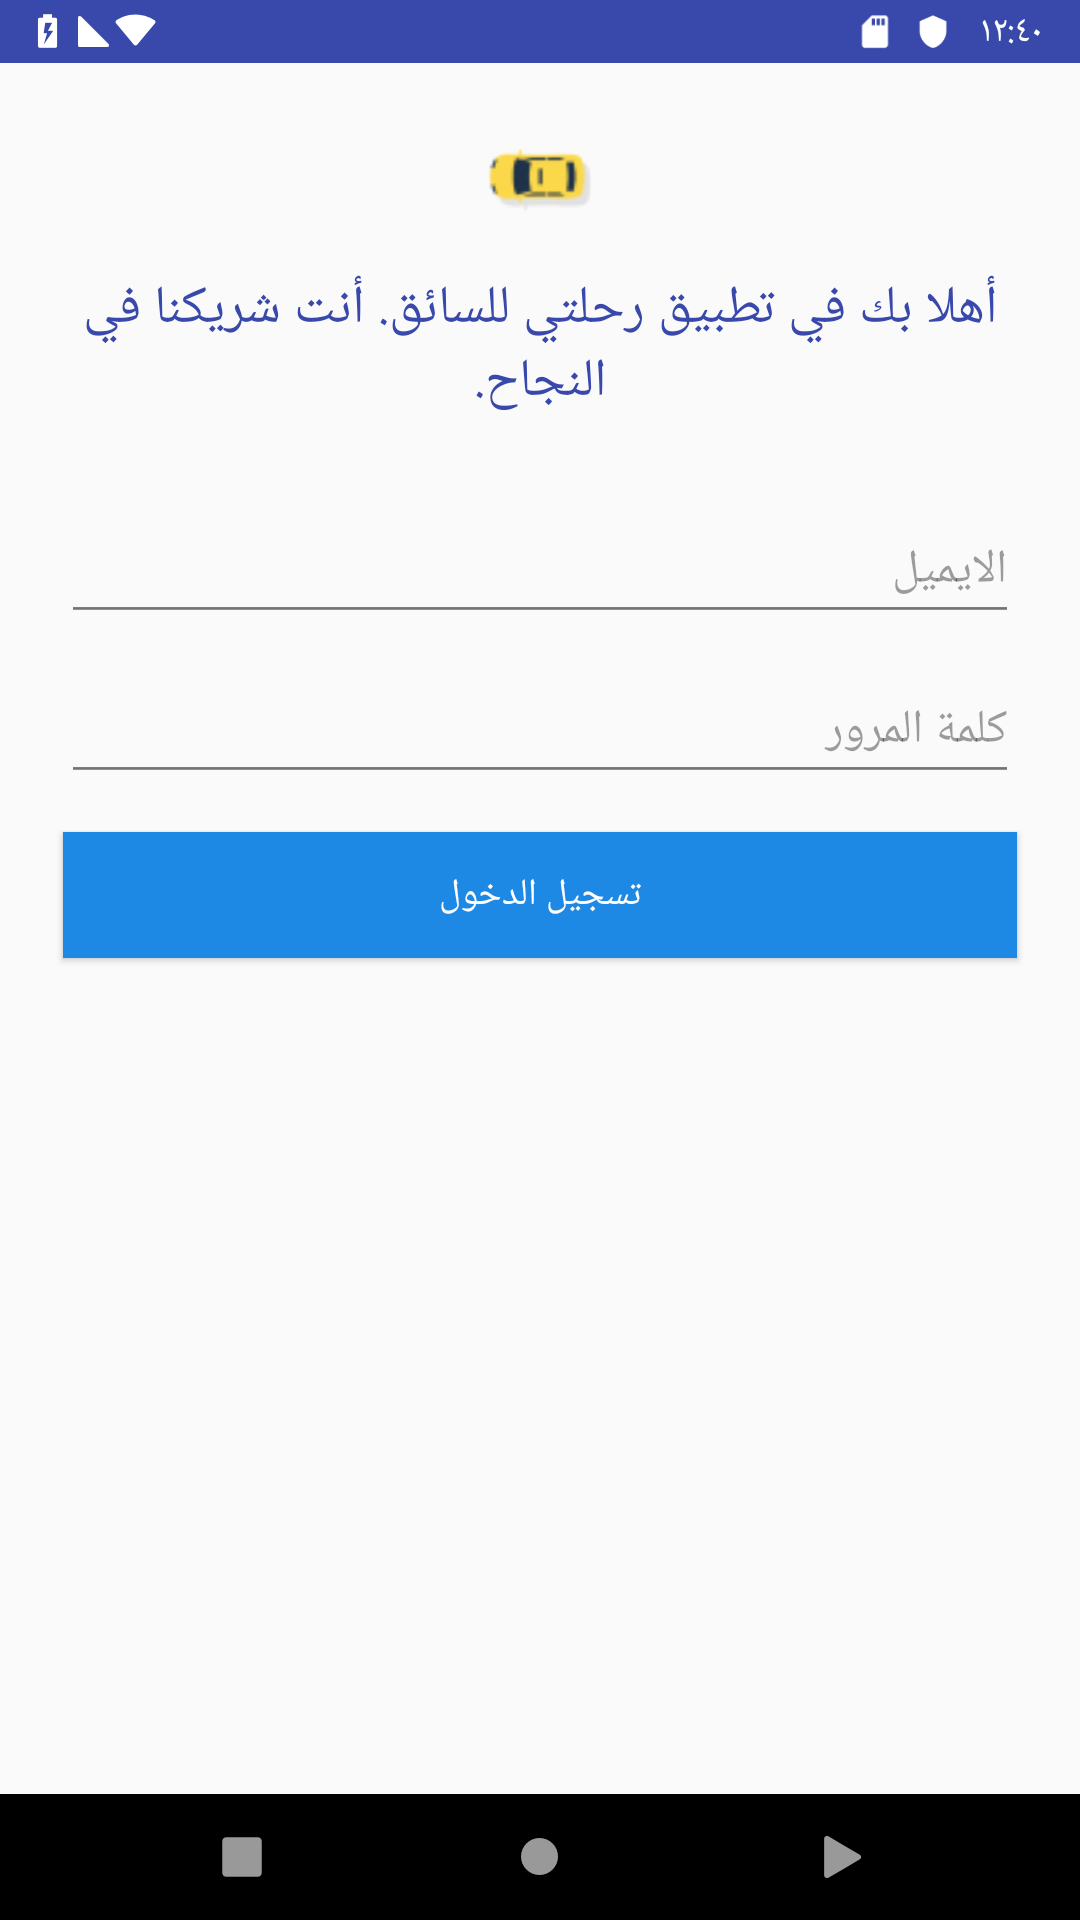 ١٢:٤٠
أهلا بك في تطبيق رحلتي للسائق. أنت شريكنا في
النجاح.
الايميل
كلمة المرور
تسجيل الدخول